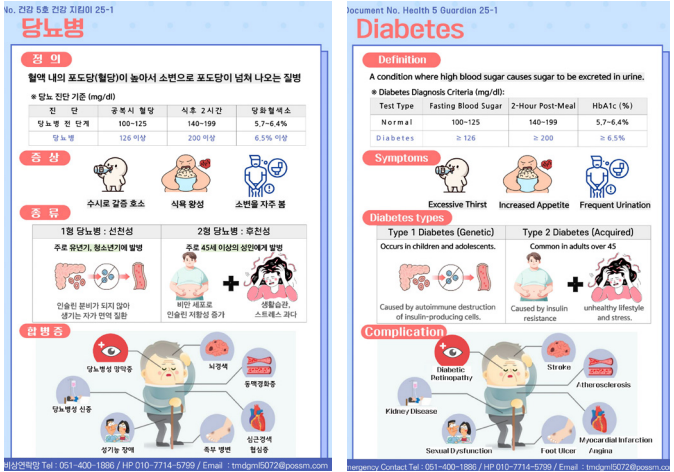 No. 건강 5호 건강 지킴이 25-1
당뇨병
정 의
혈액 내의 포도당(혈당)이 높아서 소변으로 포도당이 넘쳐 나오는 질병
※ 당뇨 진단 기준 (mg/dl)
진 단 공복시 혈당 식후 2시간 당화혈색소
당뇨병 전 단계 100~125 140~199 5.7~6.4%
당뇨병 126 이상 200 이상 6.5% 이상
증 상
수시로 갈증 호소 식욕 왕성 소변을 자주 봄
종 류
1형 당뇨병 : 선천성 2형 당뇨병 : 후천성
주로 유년기, 청소년기에 발병 주로 45세 이상의 성인에게 발병
인슐린 분비가 되지 않아 비만 세포로 생활습관,
생기는 자가 면역 질환 인슐린 저항성 증가 스트레스 과다
합병증
당뇨병성 망막증 뇌경색
동맥경화증
당뇨병성 신증
성기능 장애 족부 병변 심근경색
협심증
비상연락망 Tel : 051-400-1886 / HP 010-7714-5799 / Email : tmdgml5072@possm.com
Document No. Health 5 Guardian 25-1
Diabetes
Definition
A condition where high blood sugar causes sugar to be excreted in urine.
※ Diabetes Diagnosis Criteria (mg/dl):
Test Type Fasting Blood Sugar 2-Hour Post-Meal HbA1c (%)
Normal 100~125 140~199 5.7~6.4%
Diabetes ≥ 126 ≥ 200 ≥ 6.5%
Symptoms
Excessive Thirst Increased Appetite Frequent Urination
Diabetes types
Type 1 Diabetes (Genetic) Type 2 Diabetes (Acquired)
Occurs in children and adolescents. Common in adults over 45
Caused by autoimmune destruction Caused by insulin unhealthy lifestyle
of insulin-producing cells. resistance and stress.
Complication
Diabetic Stroke
Retinopathy
Atherosclerosis
Kidney Disease
Sexual Dysfunction Foot Ulcer Myocardial Infarction
Angina
Emergency Contact Tel : 051-400-1886 / HP 010-7714-5799 / Email : tmdgml5072@possm.com